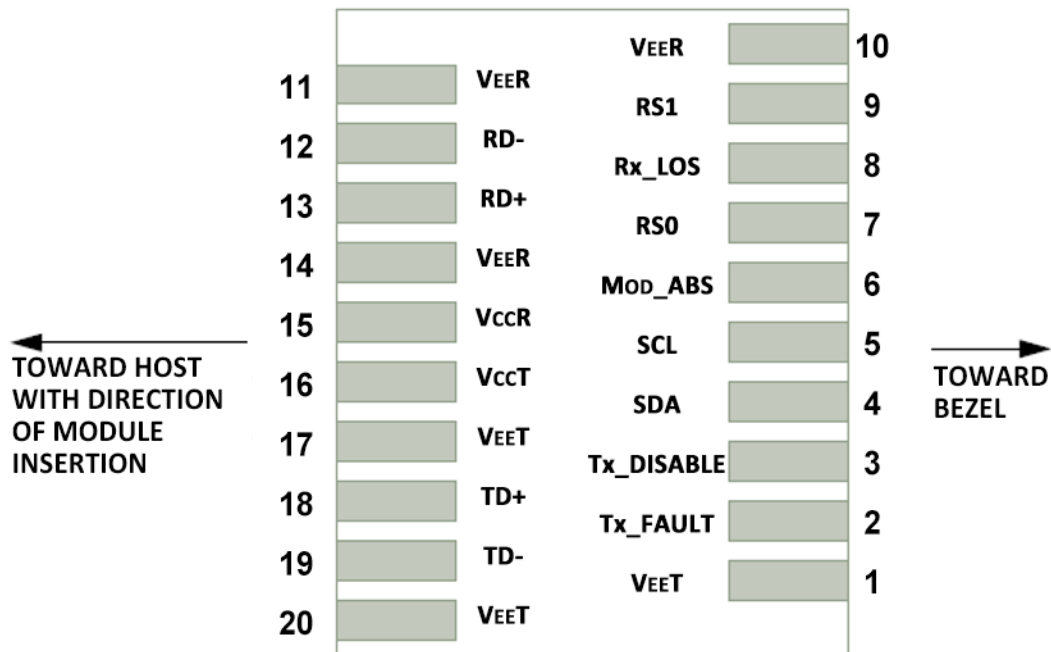 VEER 10
11 VEER
RS1 9
12 RD-
Rx_LOS 8
13 RD+
RS0 7
14 VEER
MOD_ABS 6
15 VCCR
SCL 5
16 VCCT
SDA 4
17 VEET
Tx_DISABLE 3
18 TD+
Tx_FAULT 2
19 TD-
VEET 1
20 VEET
TOWARD HOST
WITH DIRECTION
OF MODULE
INSERTION
TOWARD
BEZEL